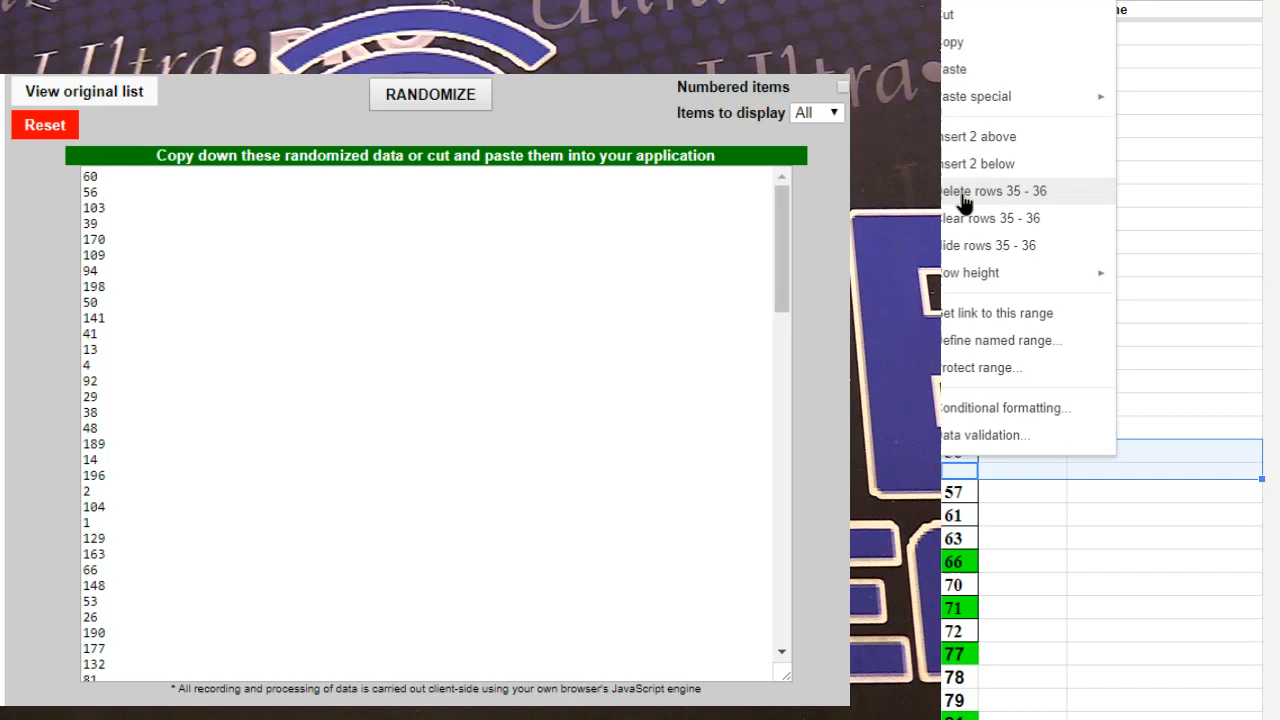 Ultra PRO
Ultra
View original list
RANDOMIZE
Numbered items
Items to display All
Reset
Copy down these randomized data or cut and paste them into your application
60
56
103
39
170
109
94
198
50
141
41
13
4
92
29
38
48
189
14
196
2
104
1
129
163
66
148
53
26
190
177
132
81
* All recording and processing of data is carried out client-side using your own browser's JavaScript engine
ut
opy
aste
aste special
nsert 2 above
nsert 2 below
elete rows 35 - 36
lear rows 35 - 36
ide rows 35 - 36
ow height
et link to this range
efine named range...
rotect range...
onditional formatting...
ata validation...
57
61
63
66
70
71
72
77
78
79